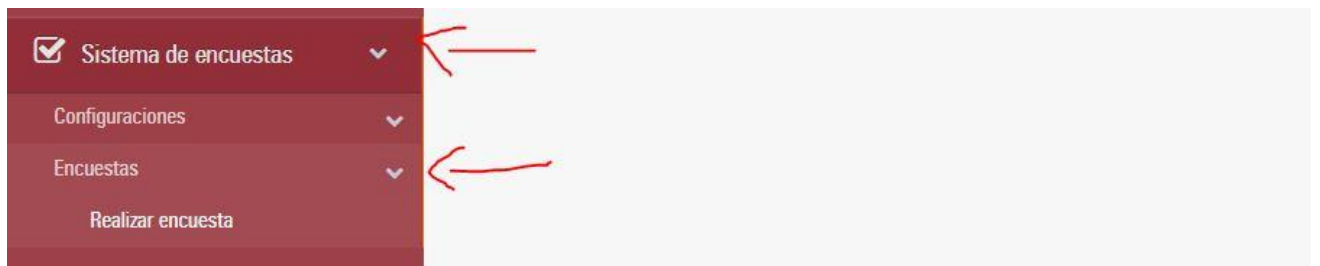 Sistema de encuestas
Configuraciones
Encuestas
Realizar encuesta